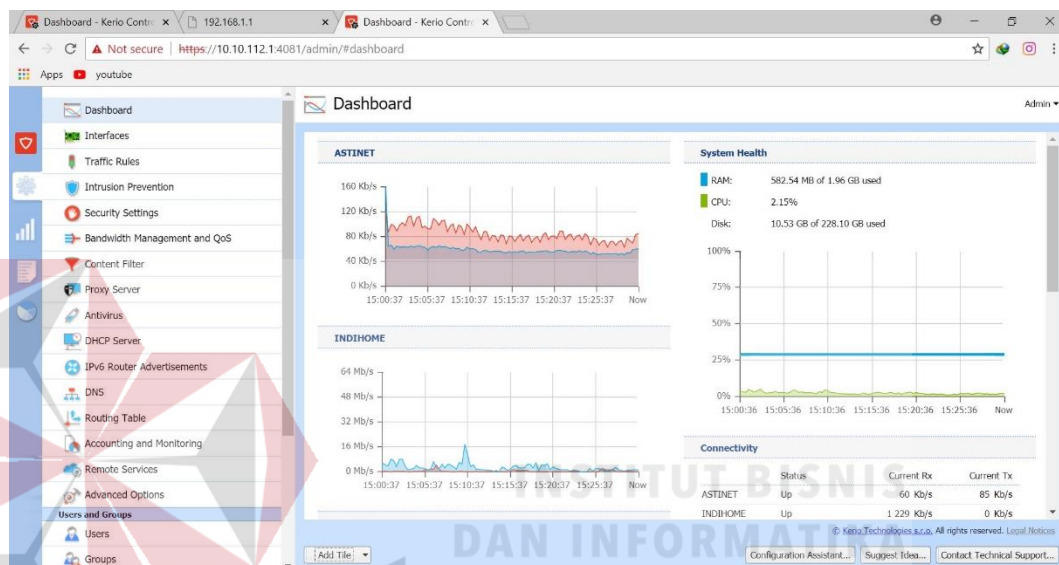 Dashboard - Kerio Contro
192.168.1.1
Dashboard - Kerio Contro
Not secure
https://10.10.112.1:4081/admin/#dashboard
Apps
youtube
Dashboard
Interfaces
Traffic Rules
Intrusion Prevention
Security Settings
Bandwidth Management and QoS
Content Filter
Proxy Server
Antivirus
DHCP Server
IPv6 Router Advertisements
DNS
Routing Table
Accounting and Monitoring
Remote Services
Advanced Options
Users and Groups
Users
Groups
Dashboard
Admin
ASTINET
160 Kb/s
120 Kb/s
80 Kb/s
40 Kb/s
0 Kb/s
15:00:37 15:05:37 15:10:37 15:15:37 15:20:37 15:25:37 Now
INDIHOME
64 Mb/s
48 Mb/s
32 Mb/s
16 Mb/s
0 Mb/s
15:00:37 15:05:37 15:10:37 15:15:37 15:20:37 15:25:37 Now
System Health
RAM: 582.54 MB of 1.96 GB used
CPU: 2.15%
Disk: 10.53 GB of 228.10 GB used
100%
75%
50%
25%
0%
15:00:36 15:05:36 15:10:36 15:15:36 15:20:36 15:25:36 Now
Connectivity
Status Current Rx Current Tx
ASTINET Up 60 Kb/s 85 Kb/s
INDIHOME Up 1 229 Kb/s 0 Kb/s
INSTITUT BISNIS
DAN INFORMATIKA
© Kerio Technologies s.r.o. All rights reserved. Legal Notices
Add Tile
Configuration Assistant...
Suggest Idea...
Contact Technical Support...